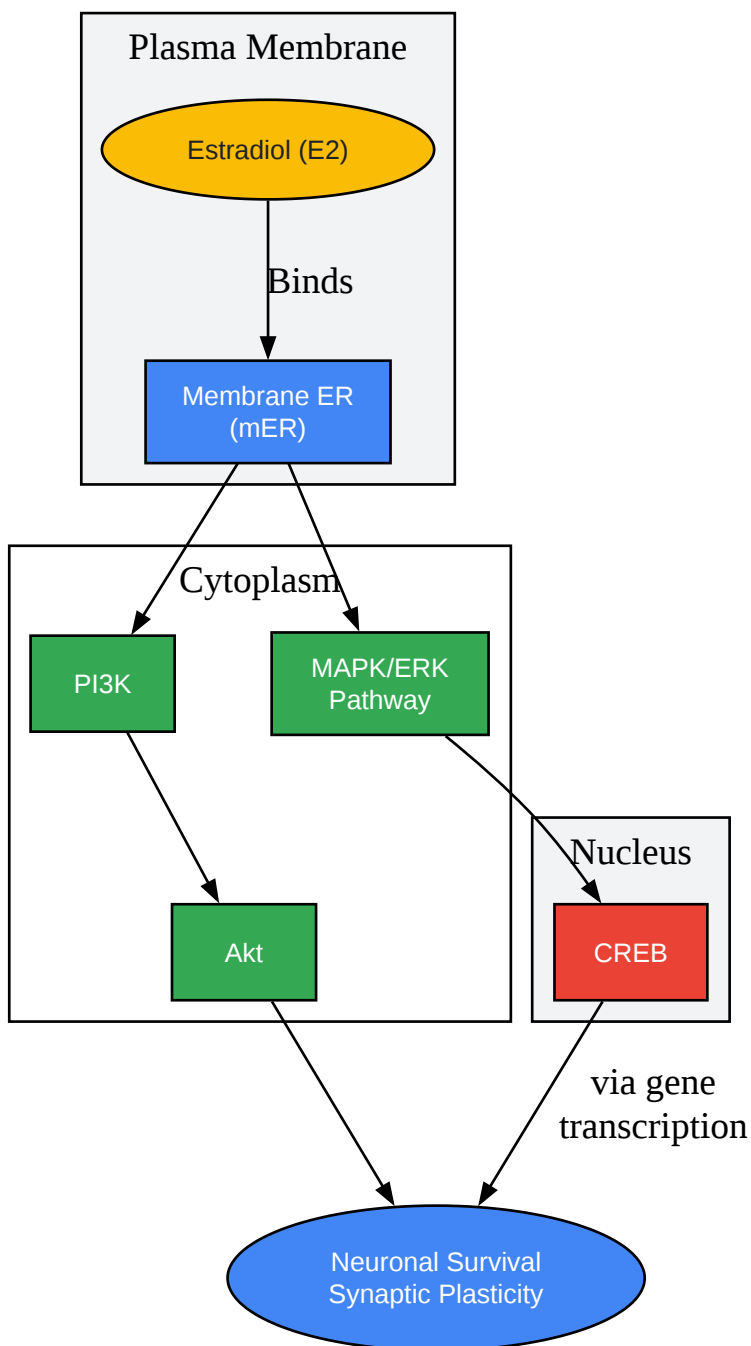 Plasma Membrane
Estradiol (E2)
Binds
Membrane ER
(mER)
Cytoplasm
PI3K
MAPK/ERK
Pathway
Nucleus
Akt
CREB
via gene
transcription
Neuronal Survival
Synaptic Plasticity